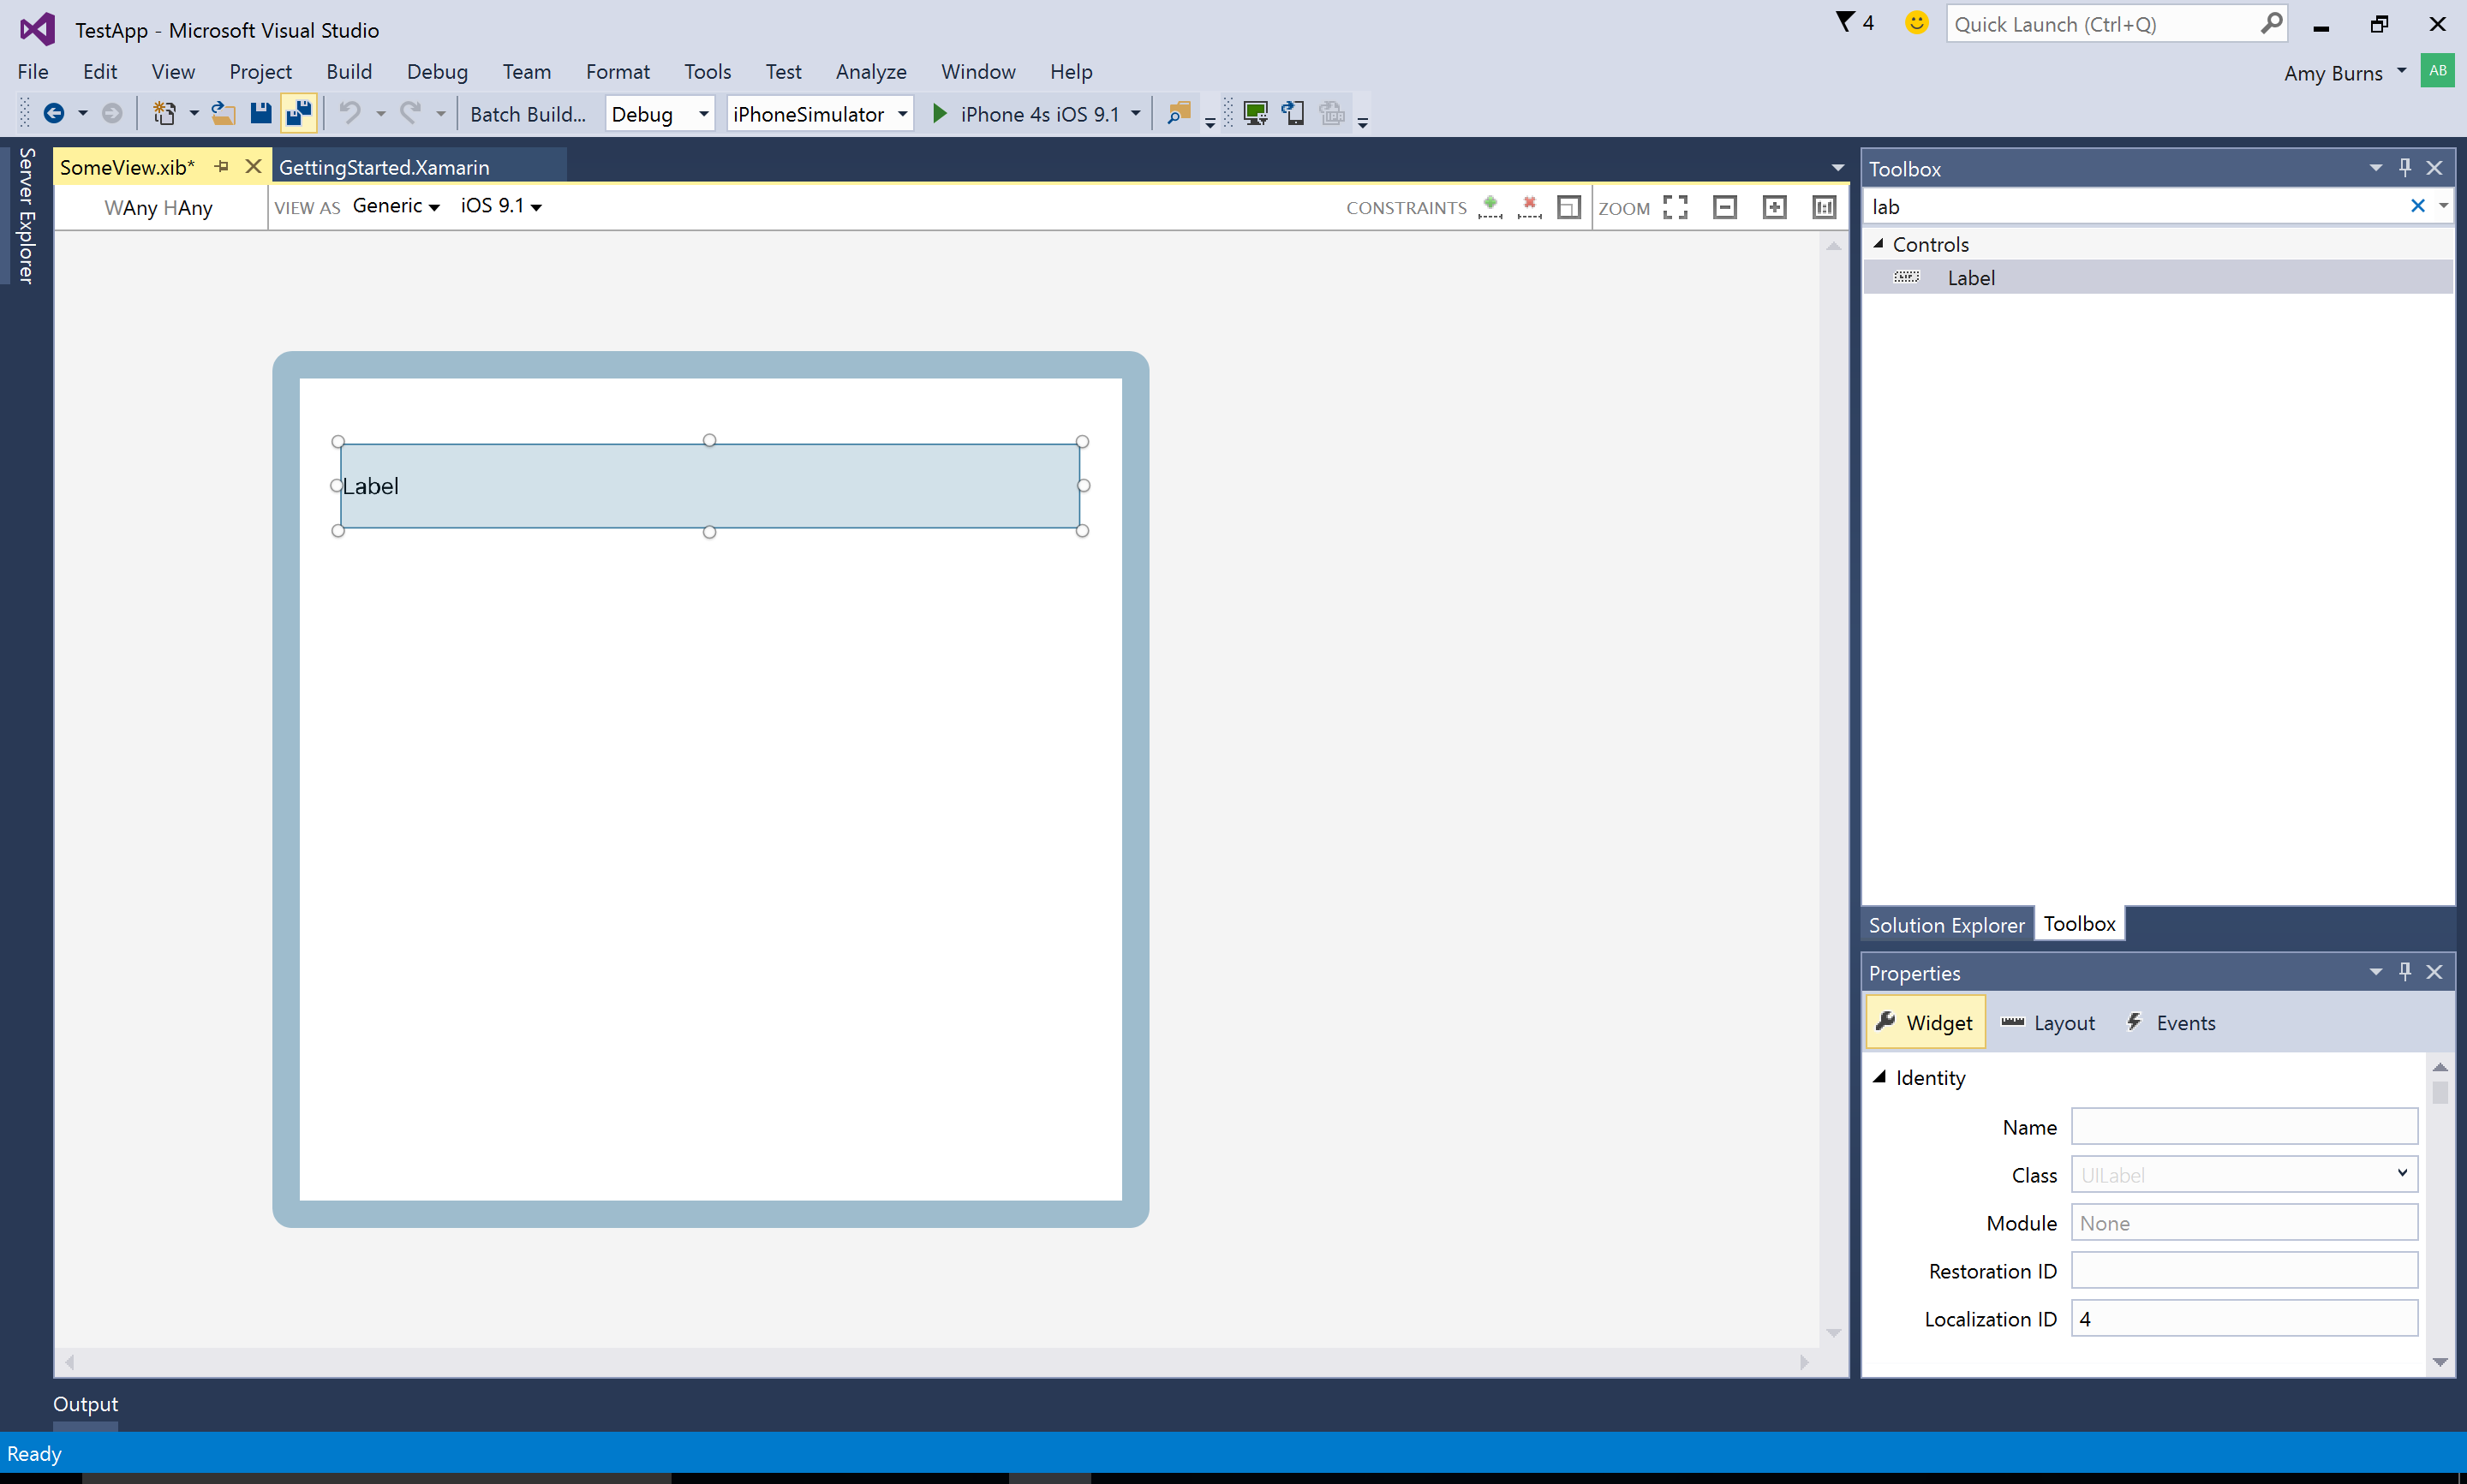 TestApp - Microsoft Visual Studio
4
Quick Launch (Ctrl+Q)
File Edit View Project Build Debug Team Format Tools Test Analyze Window Help
Amy Burns AB
Batch Build... Debug iPhoneSimulator iPhone 4s iOS 9.1
Server Explorer
SomeView.xib* GettingStarted.Xamarin
WAny HAny VIEW AS Generic iOS 9.1 CONSTRAINTS ZOOM
Label
Toolbox
lab
Controls
Label
Solution Explorer Toolbox
Properties
Widget Layout Events
Identity
Name
Class UILabel
Module None
Restoration ID
Localization ID 4
Output
Ready